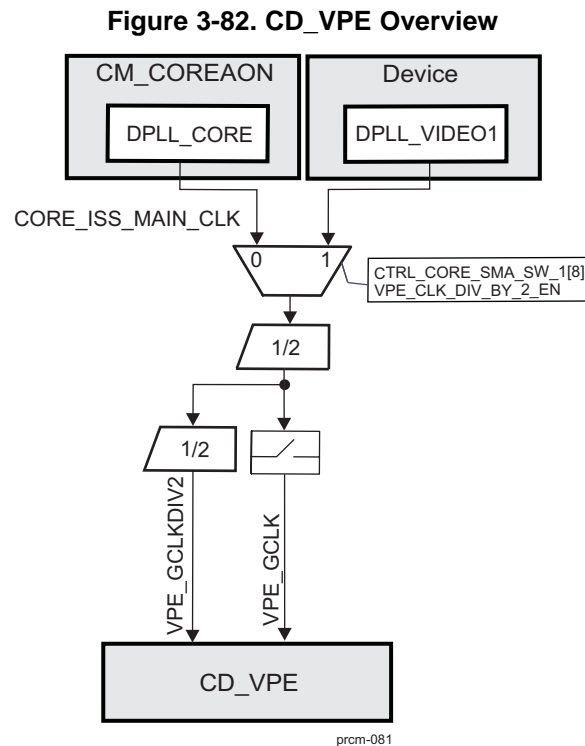 Figure 3-82. CD_VPE Overview
CM_COREAON
Device
DPLL_CORE
DPLL_VIDEO1
CORE_ISS_MAIN_CLK
0
1
CTRL_CORE_SMA_SW_1[8]
VPE_CLK_DIV_BY_2_EN
1/2
1/2
VPE_GCLKDIV2
VPE_GCLK
CD_VPE
prcm-081